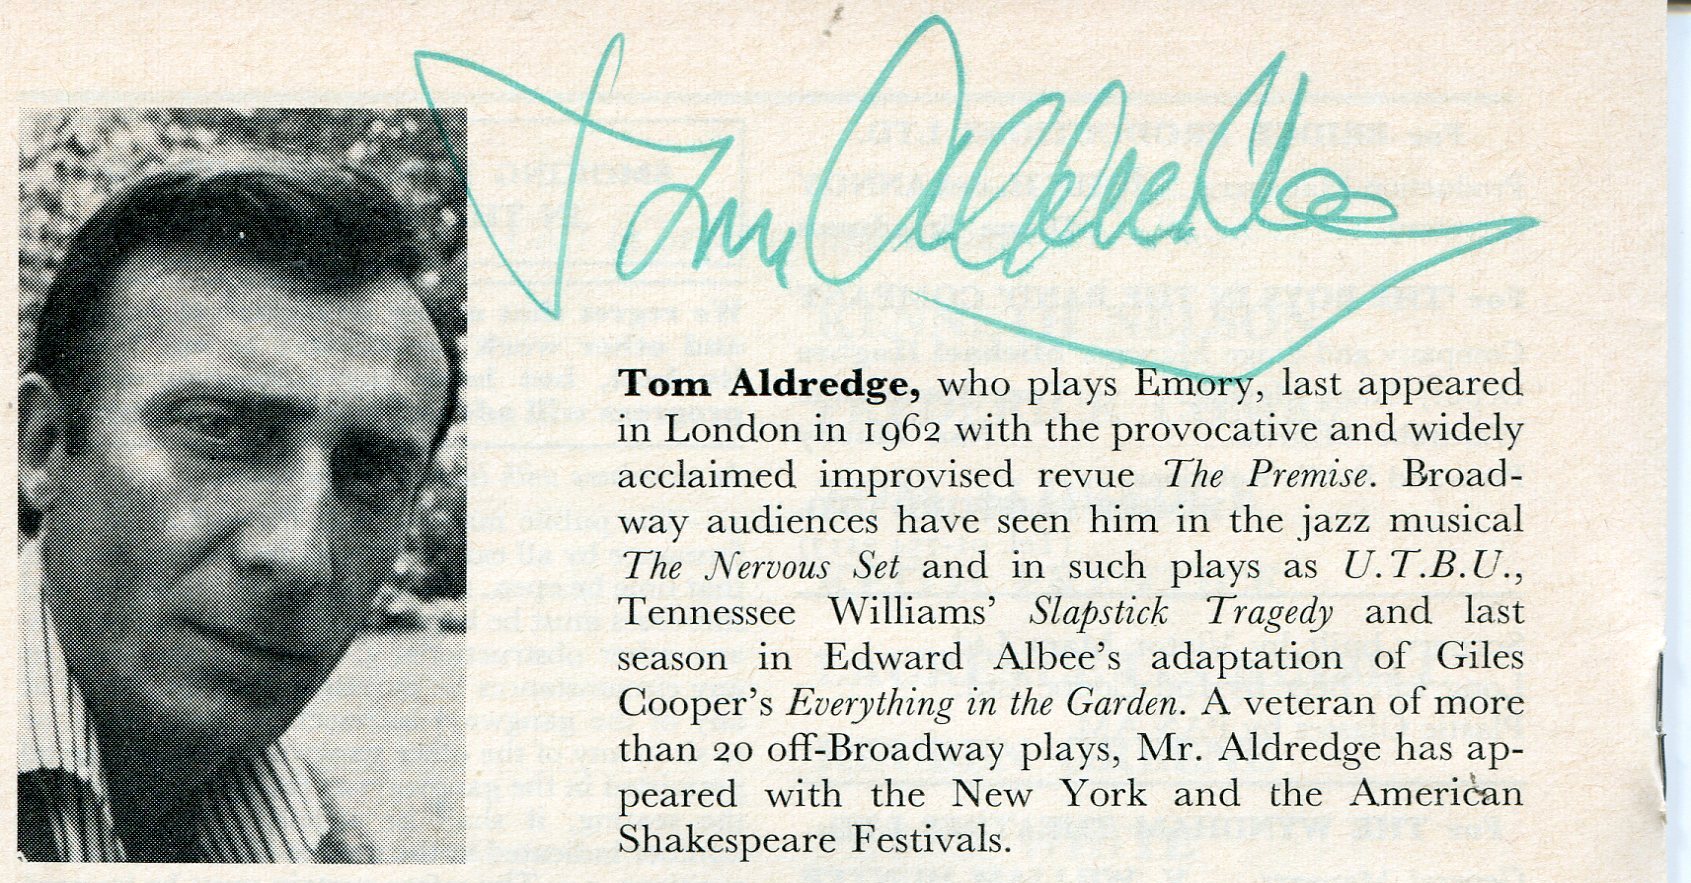 Tom Aldredge
Tom Aldredge, who plays Emory, last appeared
in London in 1962 with the provocative and widely
acclaimed improvised revue The Premise. Broad-
way audiences have seen him in the jazz musical
The Nervous Set and in such plays as U.T.B.U.,
Tennessee Williams’ Slapstick Tragedy and last
season in Edward Albee’s adaptation of Giles
Cooper’s Everything in the Garden. A veteran of more
than 20 off-Broadway plays, Mr. Aldredge has ap-
peared with the New York and the American
Shakespeare Festivals.